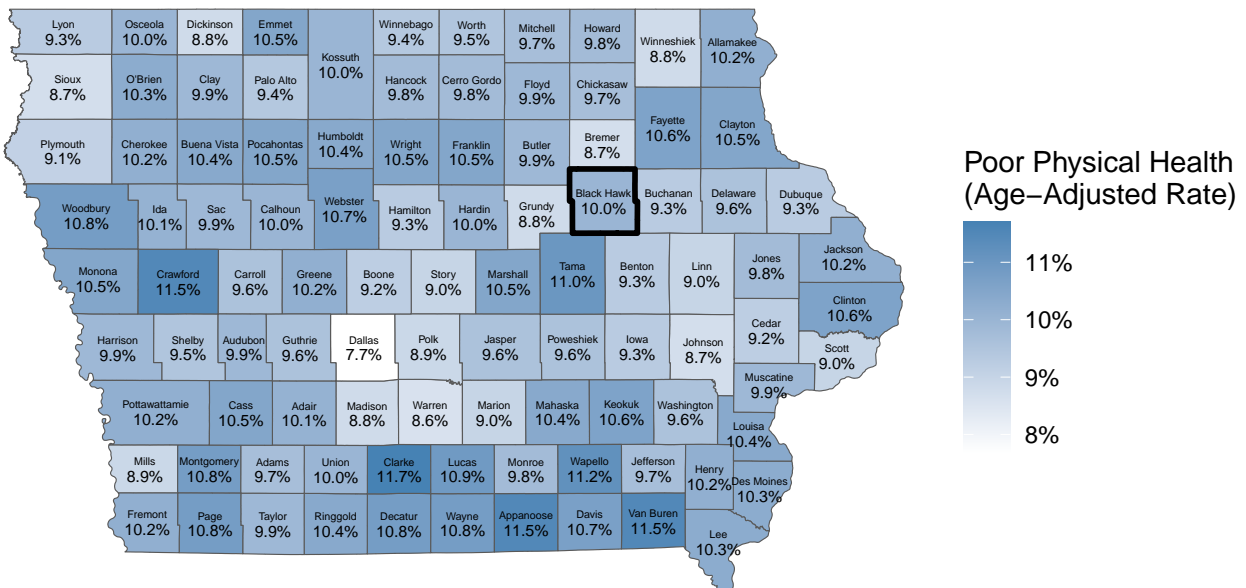 Lyon
9.3%
Osceola
10.0%
Dickinson
8.8%
Emmet
10.5%
Kossuth
10.0%
Winnebago
9.4%
Worth
9.5%
Mitchell
9.7%
Howard
9.8%
Winneshiek
8.8%
Allamakee
10.2%
Sioux
8.7%
O'Brien
10.3%
Clay
9.9%
Palo Alto
9.4%
Hancock
9.8%
Cerro Gordo
9.8%
Floyd
9.9%
Chickasaw
9.7%
Fayette
10.6%
Clayton
10.5%
Plymouth
9.1%
Cherokee
10.2%
Buena Vista
10.4%
Pocahontas
10.5%
Humboldt
10.4%
Wright
10.5%
Franklin
10.5%
Butler
9.9%
Bremer
8.7%
Woodbury
10.8%
Ida
10.1%
Sac
9.9%
Calhoun
10.0%
Webster
10.7%
Hamilton
9.3%
Hardin
10.0%
Grundy
8.8%
Black Hawk
10.0%
Buchanan
9.3%
Delaware
9.6%
Dubuque
9.3%
Monona
10.5%
Crawford
11.5%
Carroll
9.6%
Greene
10.2%
Boone
9.2%
Story
9.0%
Marshall
10.5%
Tama
11.0%
Benton
9.3%
Linn
9.0%
Jones
9.8%
Jackson
10.2%
Clinton
10.6%
Harrison
9.9%
Shelby
9.5%
Audubon
9.9%
Guthrie
9.6%
Dallas
7.7%
Polk
8.9%
Jasper
9.6%
Poweshiek
9.6%
Iowa
9.3%
Johnson
8.7%
Cedar
9.2%
Scott
9.0%
Muscatine
9.9%
Pottawattamie
10.2%
Cass
10.5%
Adair
10.1%
Madison
8.8%
Warren
8.6%
Marion
9.0%
Mahaska
10.4%
Keokuk
10.6%
Washington
9.6%
Louisa
10.4%
Mills
8.9%
Montgomery
10.8%
Adams
9.7%
Union
10.0%
Clarke
11.7%
Lucas
10.9%
Monroe
9.8%
Wapello
11.2%
Jefferson
9.7%
Henry
10.2%
Des Moines
10.3%
Fremont
10.2%
Page
10.8%
Taylor
9.9%
Ringgold
10.4%
Decatur
10.8%
Wayne
10.8%
Appanoose
11.5%
Davis
10.7%
Van Buren
11.5%
Lee
10.3%
Poor Physical Health
(Age−Adjusted Rate)
11%
10%
9%
8%